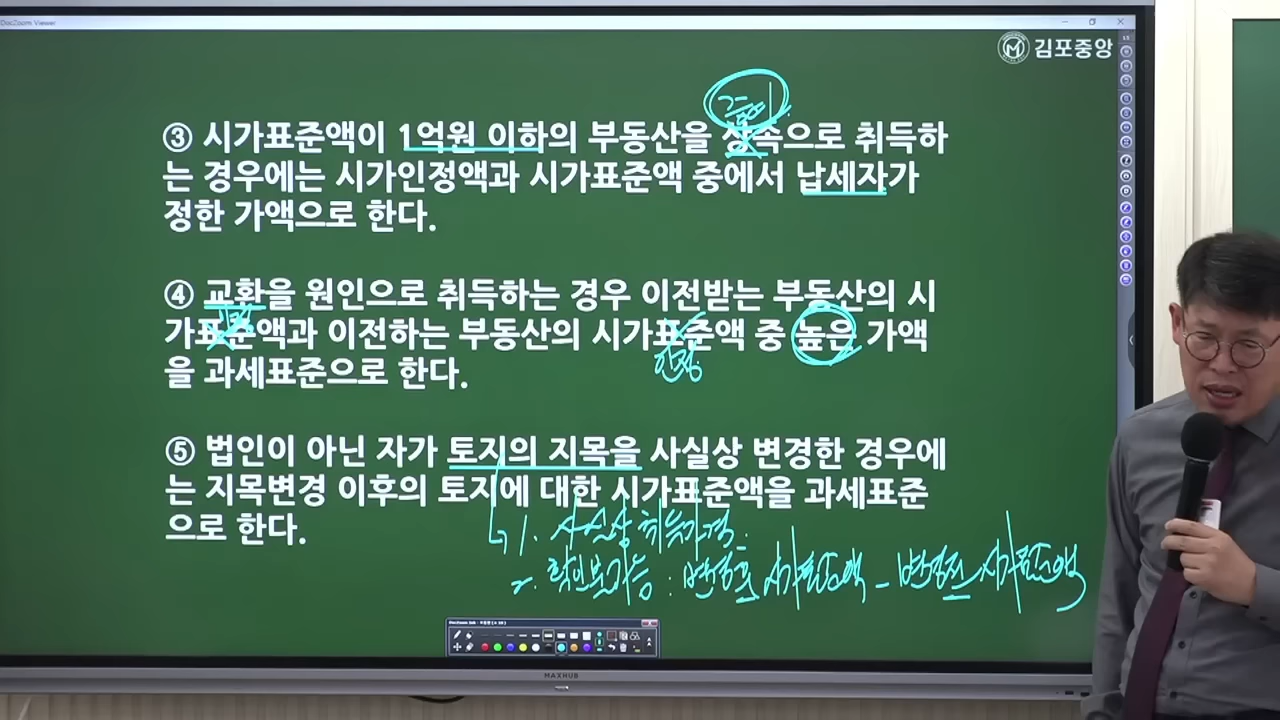 DocZoom Viewer
김포중앙
증여
③ 시가표준액이 1억원 이하의 부동산을 상속으로 취득하
는 경우에는 시가인정액과 시가표준액 중에서 납세자가
정한 가액으로 한다.
④ 교환을 원인으로 취득하는 경우 이전받는 부동산의 시
가표준액과 이전하는 부동산의 시가표준액 중 높은 가액
인정
을 과세표준으로 한다.
⑤ 법인이 아닌 자가 토지의 지목을 사실상 변경한 경우에
는 지목변경 이후의 토지에 대한 시가표준액을 과세표준
으로 한다.
1. 사실상 취득가격.
2. 확인불가능 : 변경후 시가표준액 - 변경전 시가표준액
MAXHUB